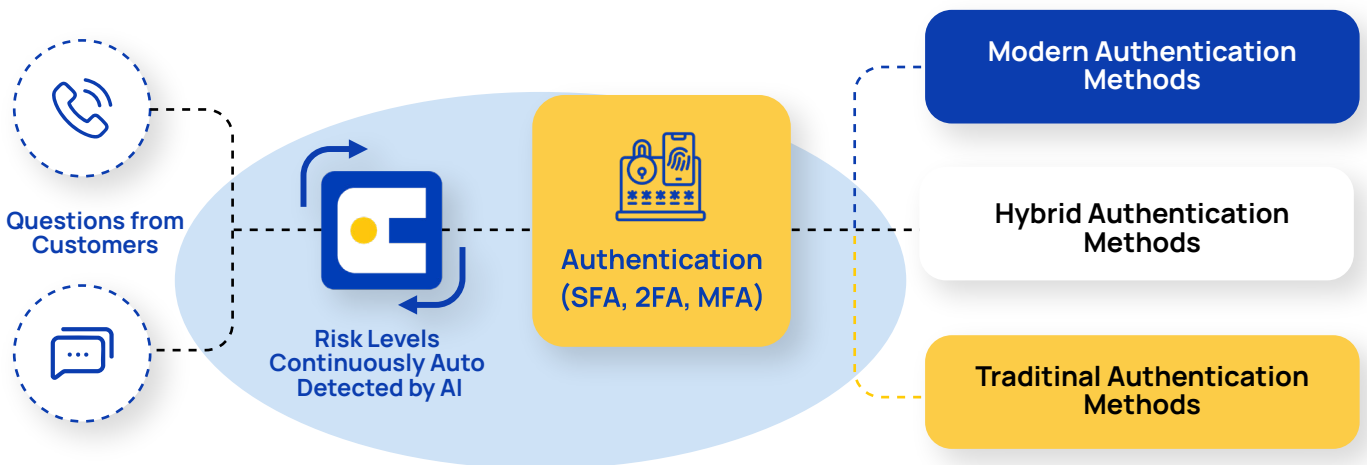 Questions from
Customers
Risk Levels
Continuously Auto
Detected by AI
*****
Authentication
(SFA, 2FA, MFA)
Modern Authentication
Methods
Hybrid Authentication
Methods
Traditinal Authentication
Methods